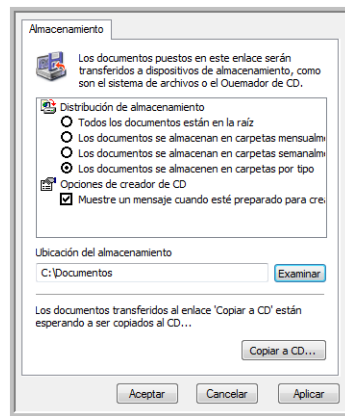 Almacenamiento
Los documentos puestos en este enlace serán
transferidos a dispositivos de almacenamiento, como
son el sistema de archivos o el Quemador de CD.
Distribución de almacenamiento
Todos los documentos están en la raíz
Los documentos se almacenan en carpetas mensualm
Los documentos se almacenan en carpetas semanalm
Los documentos se almacenen en carpetas por tipo
Opciones de creador de CD
Muestre un mensaje cuando esté preparado para crea
Ubicación del almacenamiento
C:\Documentos
Examinar
Los documentos transferidos al enlace 'Copiar a CD' están
esperando a ser copiados al CD...
Copiar a CD...
Aceptar Cancelar Aplicar